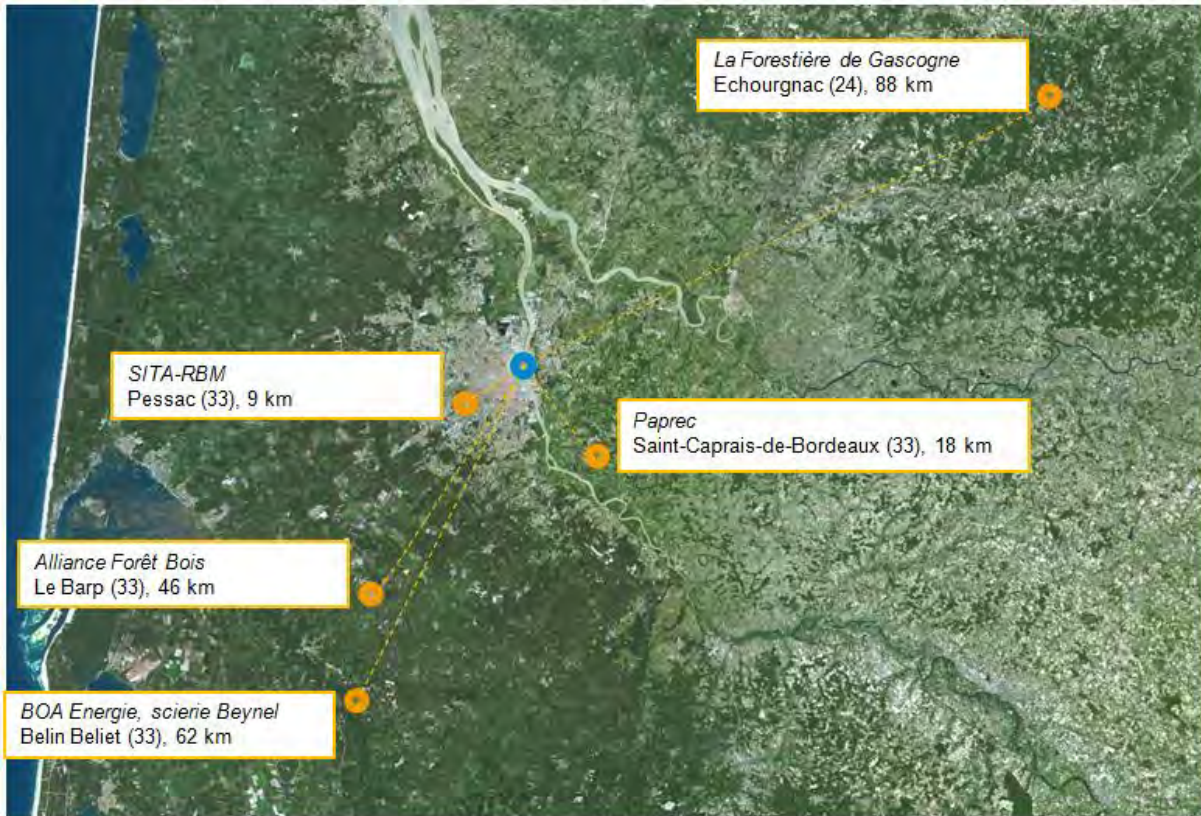 La Forestière de Gascogne
Echourgnac (24), 88 km
SITA-RBM
Pessac (33), 9 km
Paprec
Saint-Caprais-de-Bordeaux (33), 18 km
Alliance Forêt Bois
Le Barp (33), 46 km
BOA Energie, scierie Beynel
Belin Beliet (33), 62 km